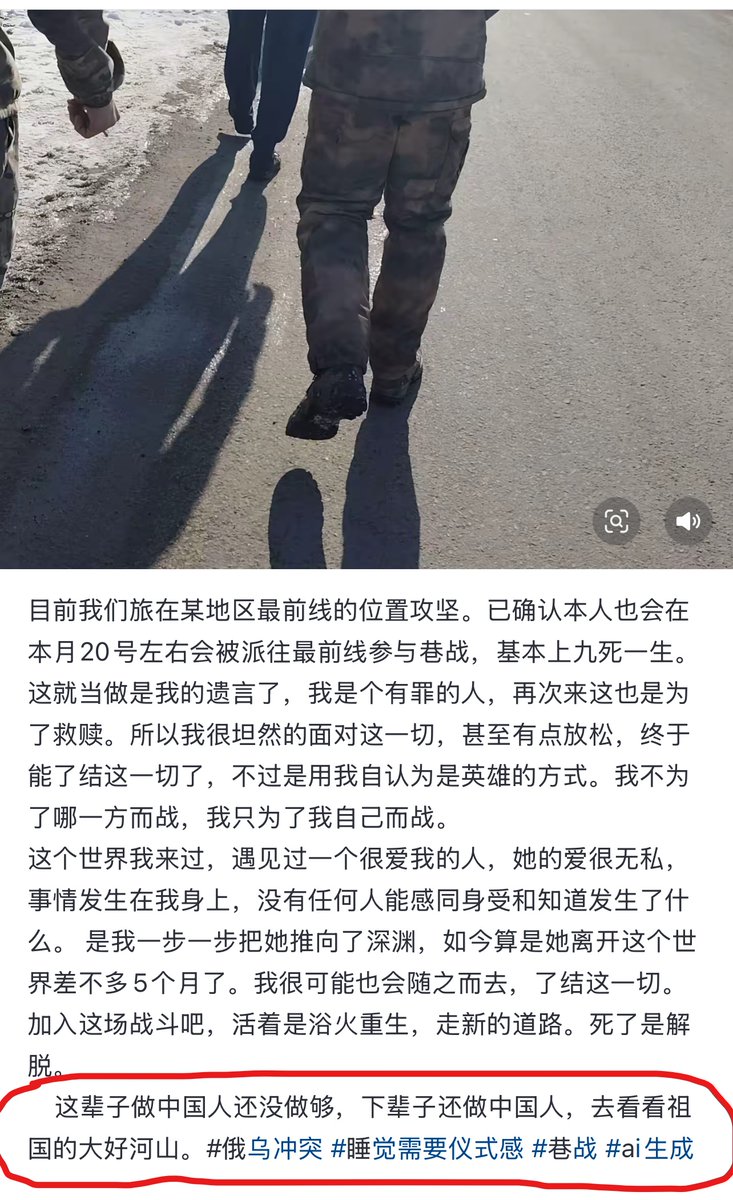 目前我们旅在某地区最前线的位置攻坚。已确认本人也会在
本月20号左右会被派往最前线参与巷战，基本上九死一生。
这就当做是我的遗言了，我是个有罪的人，再次来这也是为
了救赎。所以我很坦然的面对这一切，甚至有点放松，终于
能了结这一切了，不过是用我自认为是英雄的方式。我不为
了哪一方而战，我只为了我自己而战。
这个世界我来过，遇见过一个很爱我的人，她的爱很无私，
事情发生在我身上，没有任何人能感同身受和知道发生了什
么。 是我一步一步把她推向了深渊，如今算是她离开这个世
界差不多5个月了。我很可能也会随之而去，了结这一切。
加入这场战斗吧，活着是浴火重生，走新的道路。死了是解
脱。
这辈子做中国人还没做够，下辈子还做中国人，去看看祖
国的大好河山。#俄乌冲突 #睡觉需要仪式感 #巷战 #ai生成